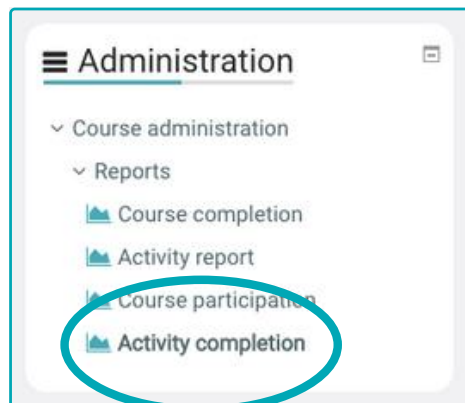 Administration
Course administration
Reports
Course completion
Activity report
Course participation
Activity completion